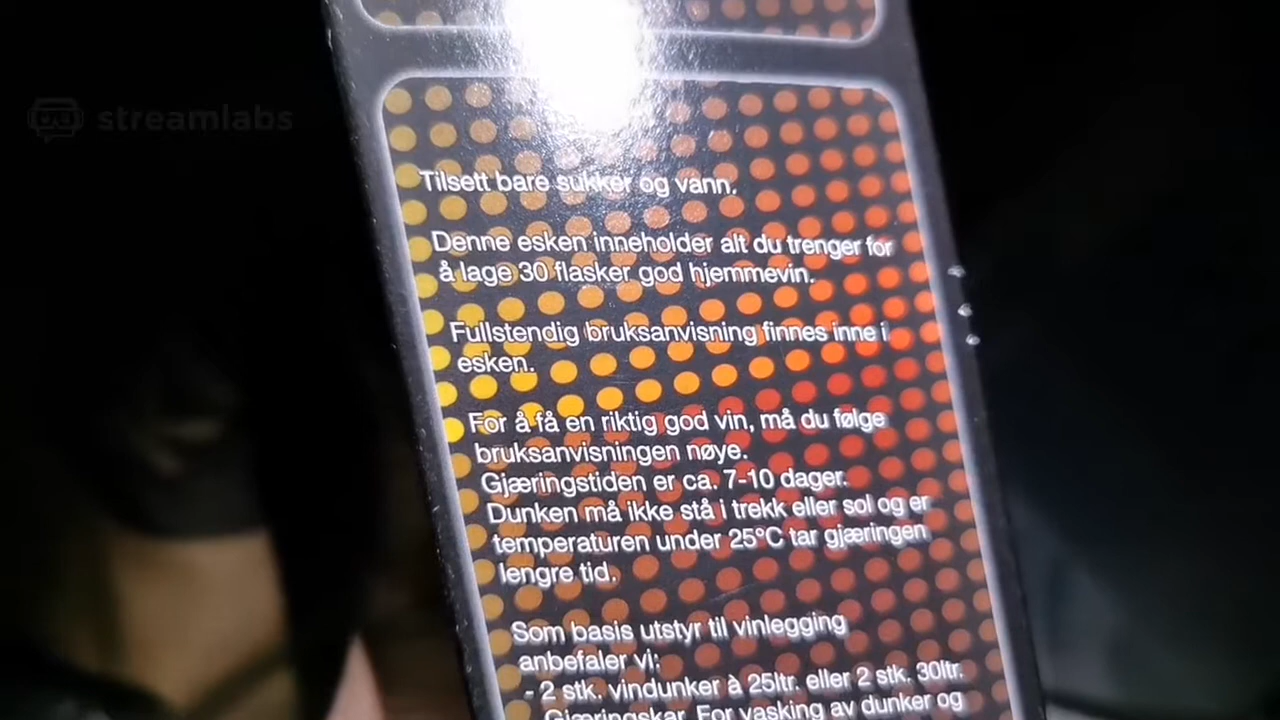 streamlabs
Tilsett bare sukker og vann.
Denne esken inneholder alt du trenger for
å lage 30 flasker god hjemmevin.
Fullstendig bruksanvisning finnes inne i
esken.
For å få en riktig god vin, må du følge
bruksanvisningen nøye.
Gjæringstiden er ca. 7-10 dager.
Dunken må ikke stå i trekk eller sol og er
temperaturen under 25°C tar gjæringen
lengre tid.
Som basis utstyr til vinlegging
anbefaler vi:
- 2 stk. vindunker à 25ltr. eller 2 stk. 30ltr.
Gjæringskar. For vasking av dunker og